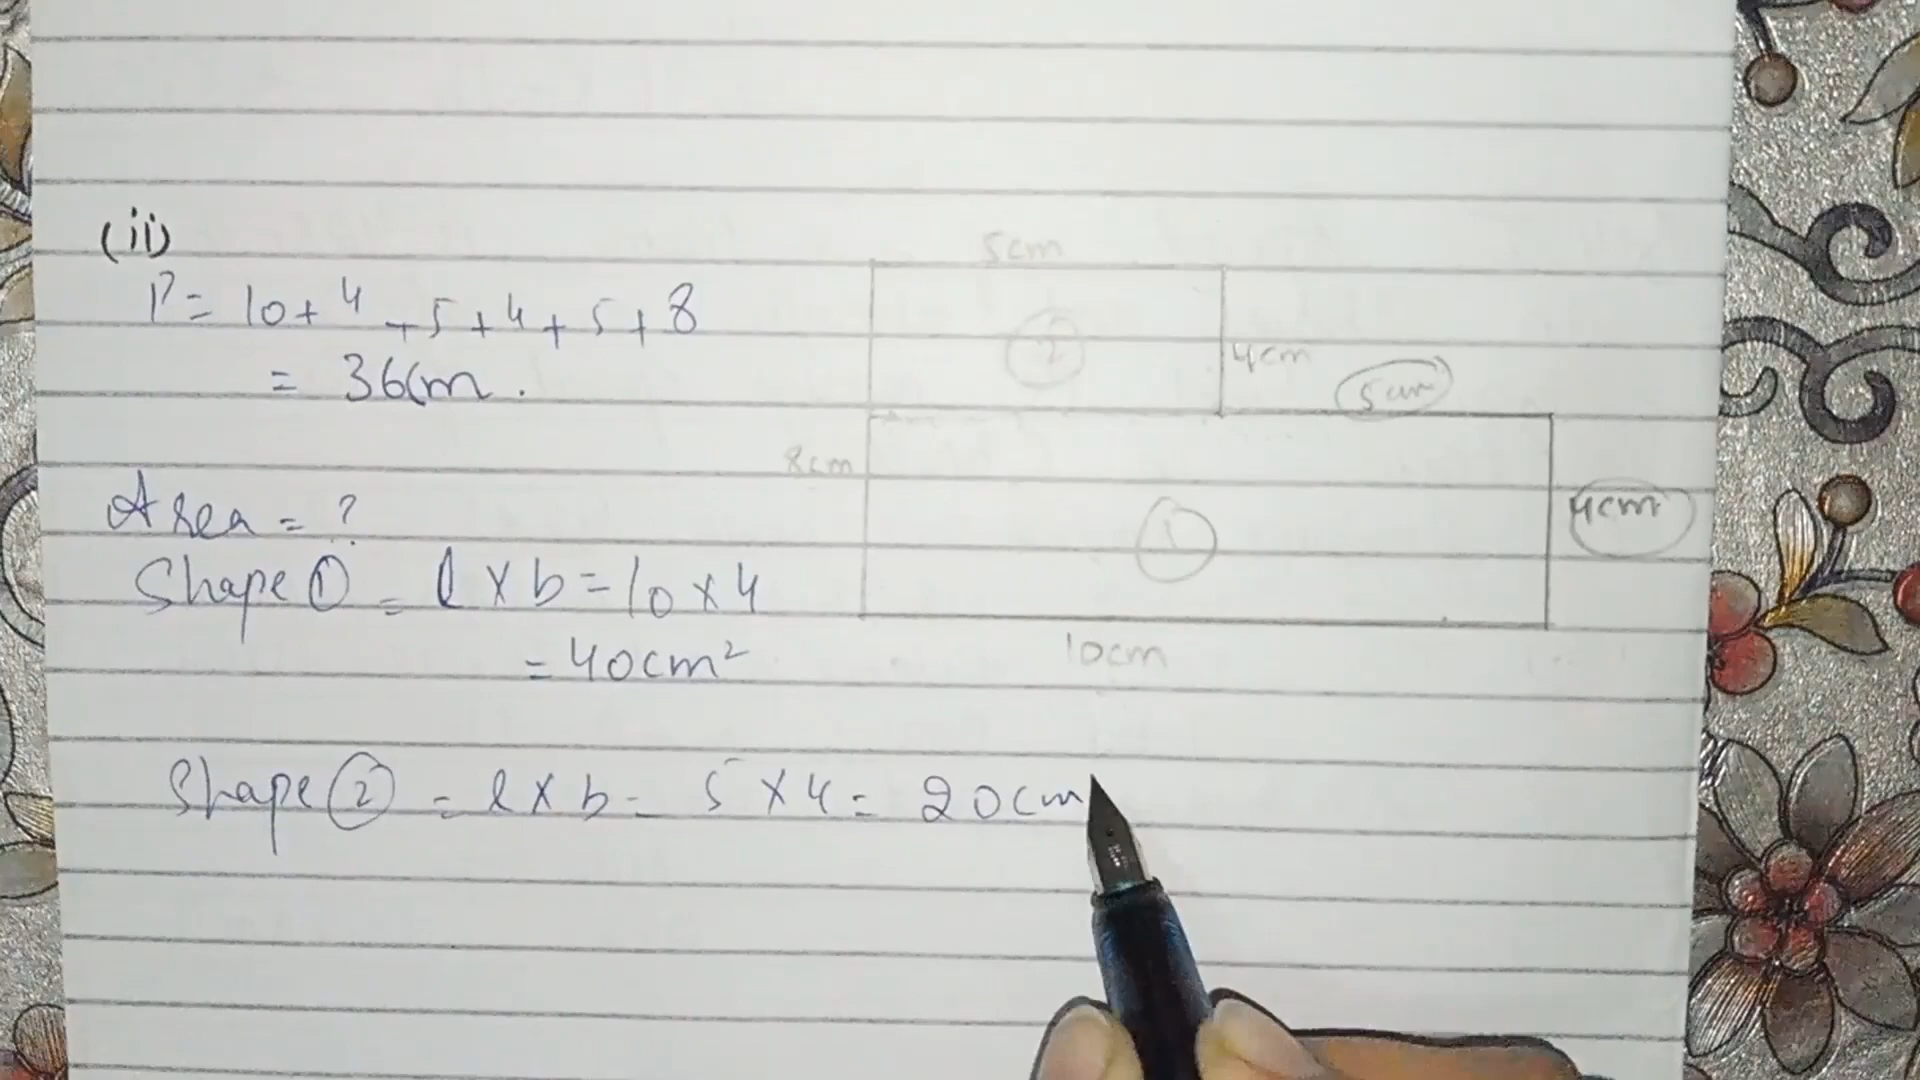 (ii)
P = 10 + 4 + 5 + 4 + 5 + 8
= 36cm.
Area = ?
Shape ① = l × b = 10 × 4
= 40cm²
Shape ② = l × b = 5 × 4 = 20cm
5cm
2
4cm
5cm
8cm
1
4cm
10cm